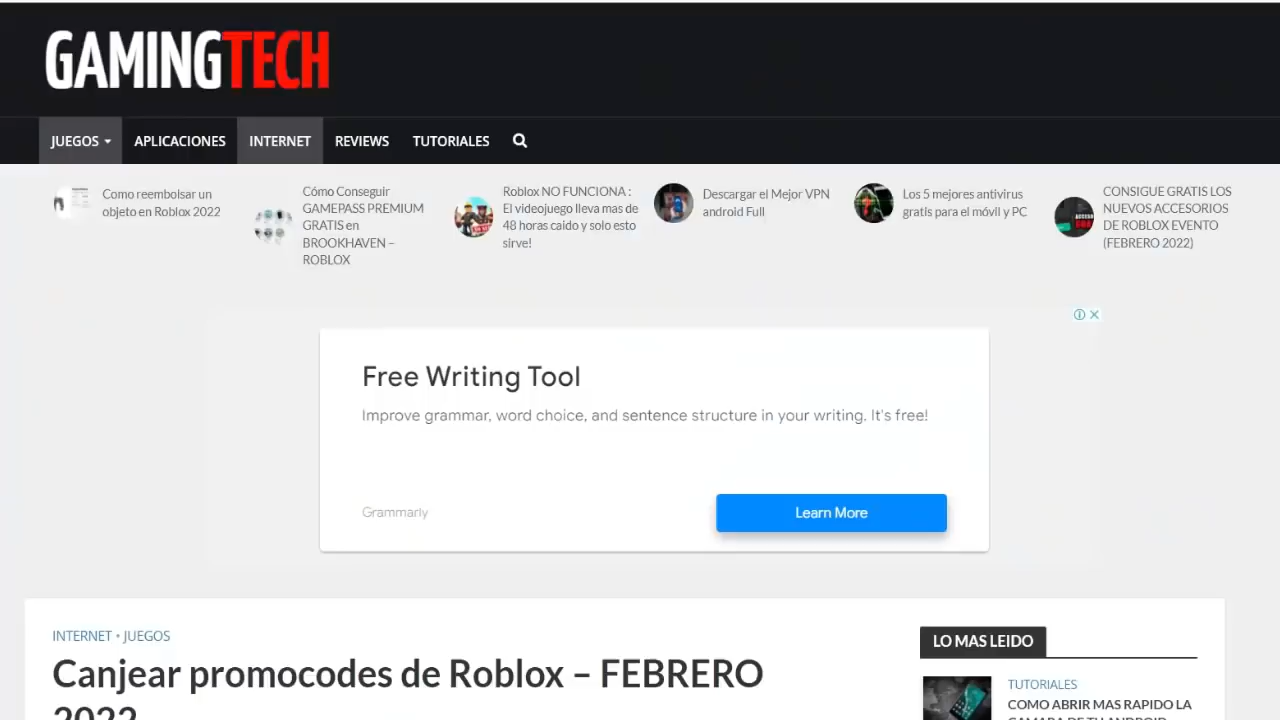 GAMINGTECH
JUEGOS
APLICACIONES
INTERNET
REVIEWS
TUTORIALES
Como reembolsar un
objeto en Roblox 2022
Cómo Conseguir
GAMEPASS PREMIUM
GRATIS en
BROOKHAVEN –
ROBLOX
Roblox NO FUNCIONA :
El videojuego lleva mas de
48 horas caido y solo esto
sirve!
Descargar el Mejor VPN
android Full
Los 5 mejores antivirus
gratis para el móvil y PC
CONSIGUE GRATIS LOS
NUEVOS ACCESORIOS
DE ROBLOX EVENTO
(FEBRERO 2022)
Free Writing Tool
Improve grammar, word choice, and sentence structure in your writing. It's free!
Grammarly
Learn More
INTERNET • JUEGOS
Canjear promocodes de Roblox – FEBRERO
2022
LO MAS LEIDO
TUTORIALES
COMO ABRIR MAS RAPIDO LA
CAMARA DE TU ANDROID